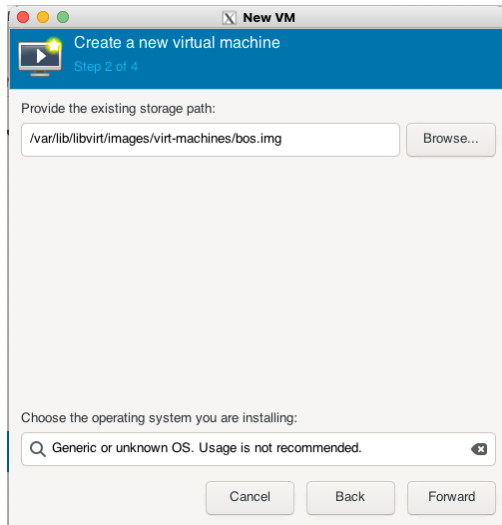 New VM
Create a new virtual machine
Step 2 of 4
Provide the existing storage path:
/var/lib/libvirt/images/virt-machines/bos.img
Browse...
Choose the operating system you are installing:
Generic or unknown OS. Usage is not recommended.
Cancel Back Forward